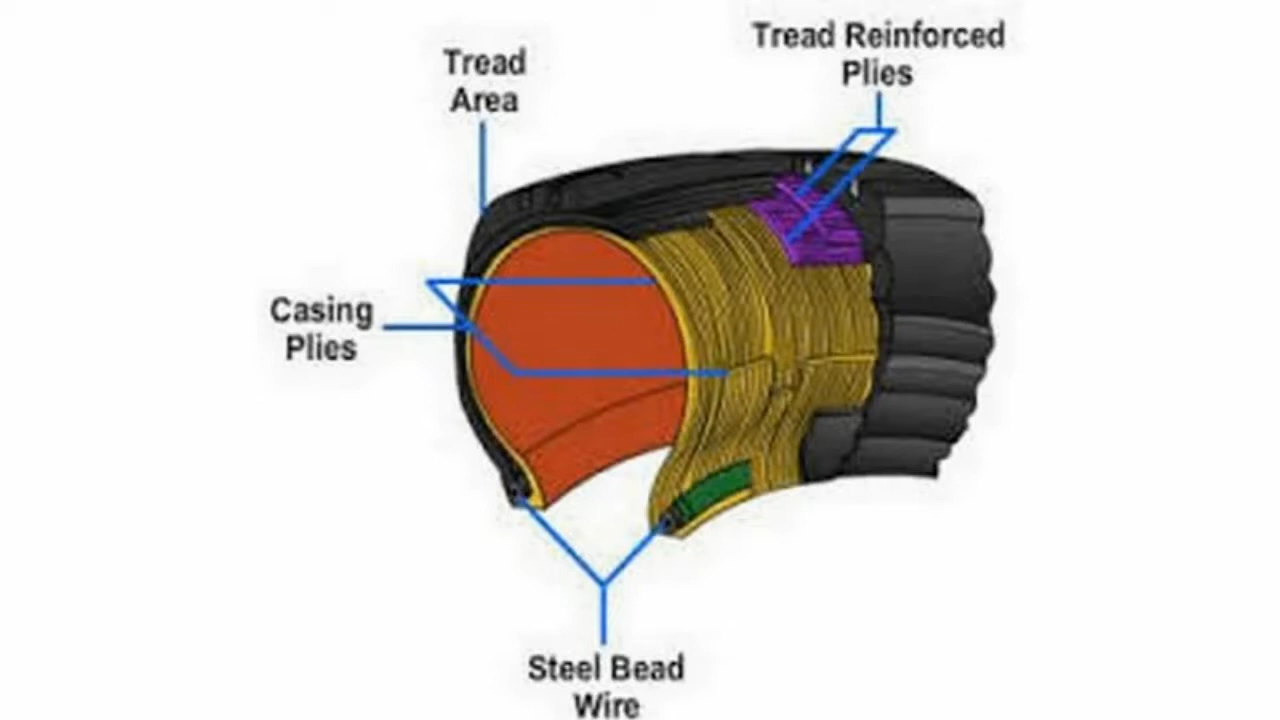 Tread Reinforced
Plies
Tread
Area
Casing
Plies
Steel Bead
Wire